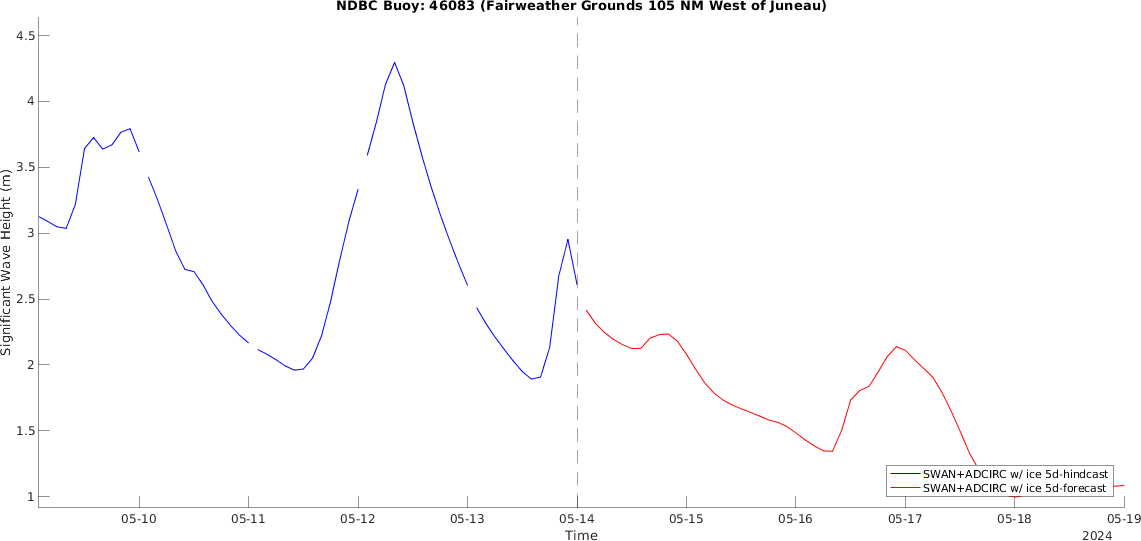 NDBC Buoy: 46083 (Fairweather Grounds 105 NM West of Juneau)
4.5
4
3.5
3
2.5
2
1.5
1
Significant Wave Height (m)
SWAN+ADCIRC w/ ice 5d-hindcast
SWAN+ADCIRC w/ ice 5d-forecast
05-10 05-11 05-12 05-13 05-14 05-15 05-16 05-17 05-18 05-19
Time
2024